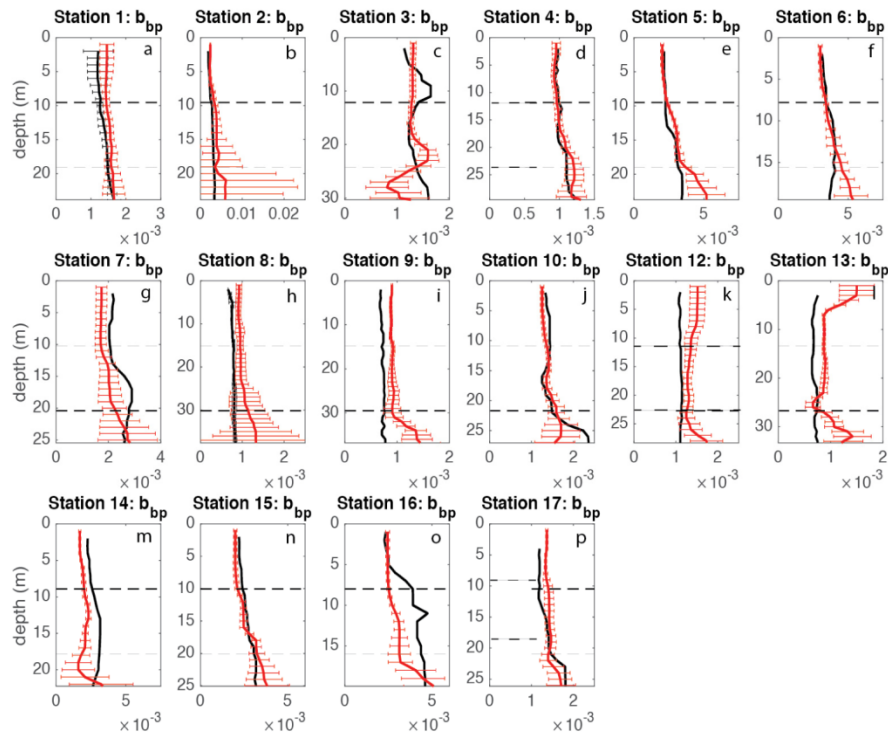 Station 1: bbp Station 2: bbp Station 3: bbp Station 4: bbp Station 5: bbp Station 6: bbp
a b c d e f
depth (m)
0 0 0 0 0 0
5 5 5
10 10 10 10 10 10
15 5
20 20 20 20 15 10
20 15
30
0 1 2 3 0 0.01 0.02 0 1 2 0 0.5 1 1.5 0 5 0 5
× 10-3 × 10-3 × 10-3 × 10-3 × 10-3
Station 7: bbp Station 8: bbp Station 9: bbp Station 10: bbp Station 12: bbp Station 13: bbp
g h i j k l
depth (m)
0 0 0 0 0 0
5 5 5
10 10 10 10 10 10
15 15 15
20 20 20 20 20 20
25 30 30 25 25 30
0 2 4 0 1 2 0 1 2 0 1 2 0 1 2 0 1 2
× 10-3 × 10-3 × 10-3 × 10-3 × 10-3 × 10-3
Station 14: bbp Station 15: bbp Station 16: bbp Station 17: bbp
m n o p
depth (m)
0 0 0 0
5 5 5 5
10 10 10 10
15 15 15 15
20 20 20
25 25
0 5 0 5 0 5 0 1 2
× 10-3 × 10-3 × 10-3 × 10-3